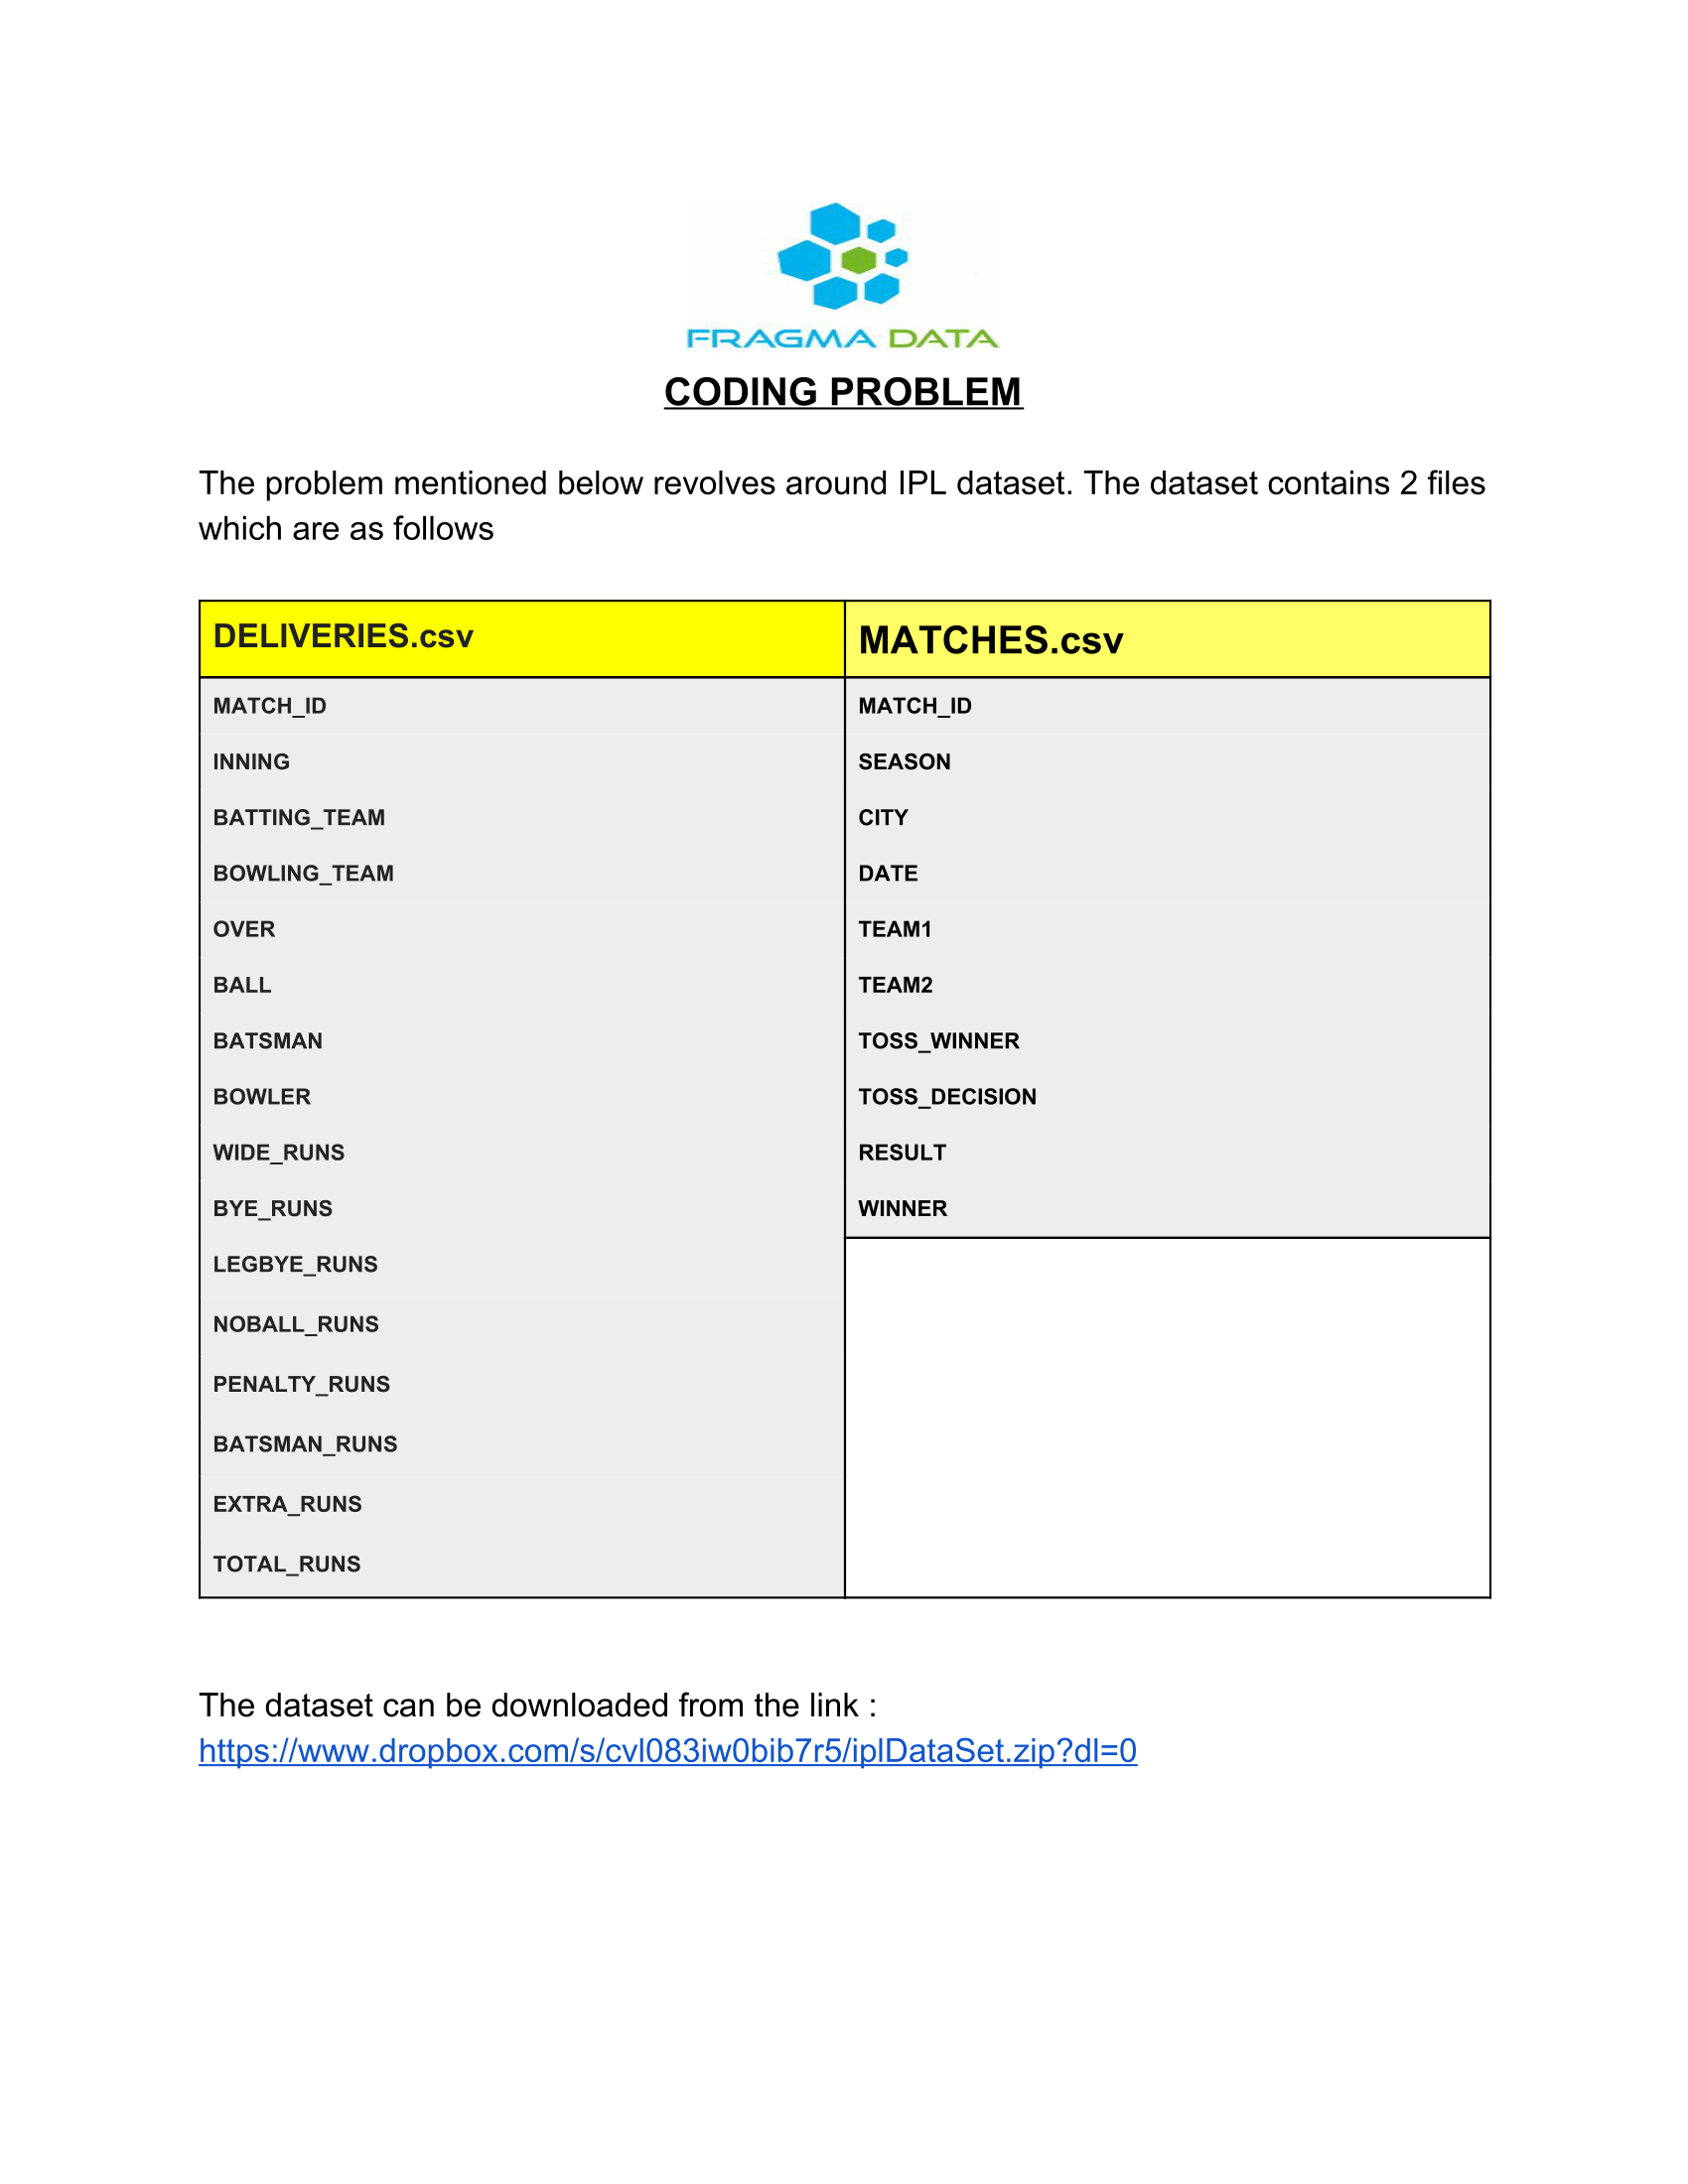 FRAGMA DATA
CODING PROBLEM
The problem mentioned below revolves around IPL dataset. The dataset contains 2 files
which are as follows
DELIVERIES.csv MATCHES.csv
MATCH_ID MATCH_ID
INNING SEASON
BATTING_TEAM CITY
BOWLING_TEAM DATE
OVER TEAM1
BALL TEAM2
BATSMAN TOSS_WINNER
BOWLER TOSS_DECISION
WIDE_RUNS RESULT
BYE_RUNS WINNER
LEGBYE_RUNS
NOBALL_RUNS
PENALTY_RUNS
BATSMAN_RUNS
EXTRA_RUNS
TOTAL_RUNS
The dataset can be downloaded from the link :
https://www.dropbox.com/s/cvl083iw0bib7r5/iplDataSet.zip?dl=0